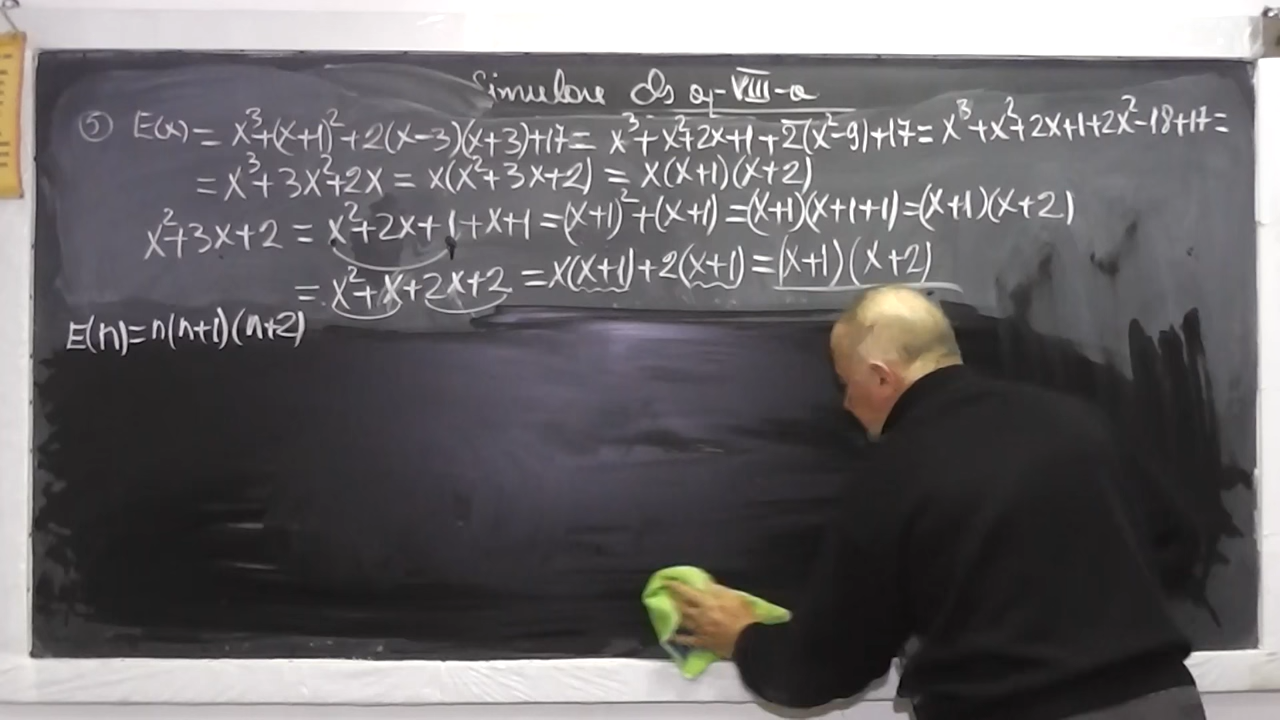 Simulare cls a-VIII-a
5 E(x) = x³+(x+1)²+2(x-3)(x+3)+17= x³+x²+2x+1+2(x²-9)+17= x³+x²+2x+1+2x²-18+17=
= x³+3x²+2x = x(x²+3x+2) = x(x+1)(x+2)
x²+3x+2 = x²+2x+1+x+1 = (x+1)²+(x+1) = (x+1)(x+1+1) = (x+1)(x+2)
= x²+x+2x+2 = x(x+1)+2(x+1) = (x+1)(x+2)
E(n)= n(n+1)(n+2)